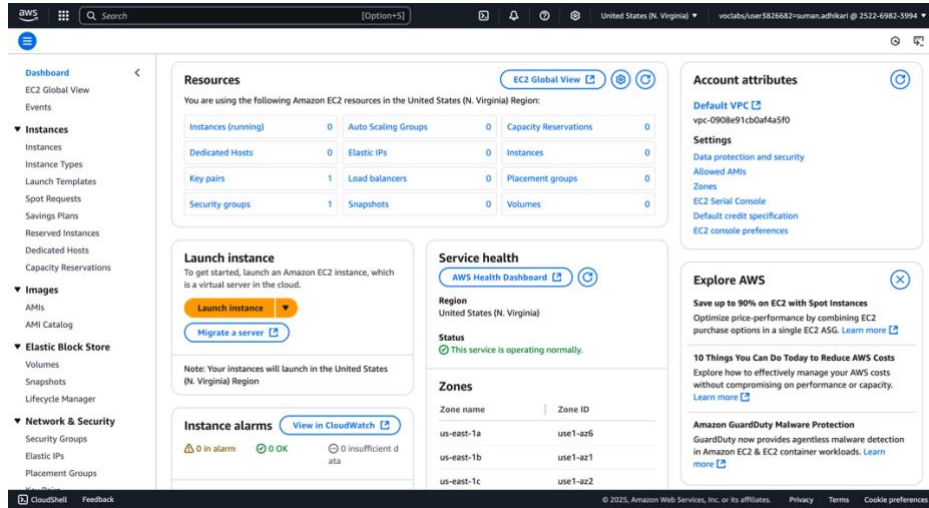 aws
Search
[Option+S]
United States (N. Virginia)
voclabs/user3826682=suman.adhikari @ 2522-6982-3994
Dashboard
EC2 Global View
Events
Instances
Instances
Instance Types
Launch Templates
Spot Requests
Savings Plans
Reserved Instances
Dedicated Hosts
Capacity Reservations
Images
AMIs
AMI Catalog
Elastic Block Store
Volumes
Snapshots
Lifecycle Manager
Network & Security
Security Groups
Elastic IPs
Placement Groups
Resources
EC2 Global View
You are using the following Amazon EC2 resources in the United States (N. Virginia) Region:
Instances (running) 0 Auto Scaling Groups 0 Capacity Reservations 0
Dedicated Hosts 0 Elastic IPs 0 Instances 0
Key pairs 1 Load balancers 0 Placement groups 0
Security groups 1 Snapshots 0 Volumes 0
Launch instance
To get started, launch an Amazon EC2 instance, which
is a virtual server in the cloud.
Launch instance
Migrate a server
Note: Your instances will launch in the United States
(N. Virginia) Region
Instance alarms
View in CloudWatch
0 in alarm 0 OK 0 insufficient d
ata
Service health
AWS Health Dashboard
Region
United States (N. Virginia)
Status
This service is operating normally.
Zones
Zone name Zone ID
us-east-1a use1-az6
us-east-1b use1-az1
us-east-1c use1-az2
Account attributes
Default VPC
vpc-0908e91cb0af4a5f0
Settings
Data protection and security
Allowed AMIs
Zones
EC2 Serial Console
Default credit specification
EC2 console preferences
Explore AWS
Save up to 90% on EC2 with Spot Instances
Optimize price-performance by combining EC2
purchase options in a single EC2 ASG. Learn more
10 Things You Can Do Today to Reduce AWS Costs
Explore how to effectively manage your AWS costs
without compromising on performance or capacity.
Learn more
Amazon GuardDuty Malware Protection
GuardDuty now provides agentless malware detection
in Amazon EC2 & EC2 container workloads. Learn
more
CloudShell Feedback
© 2025, Amazon Web Services, Inc. or its affiliates. Privacy Terms Cookie preferences